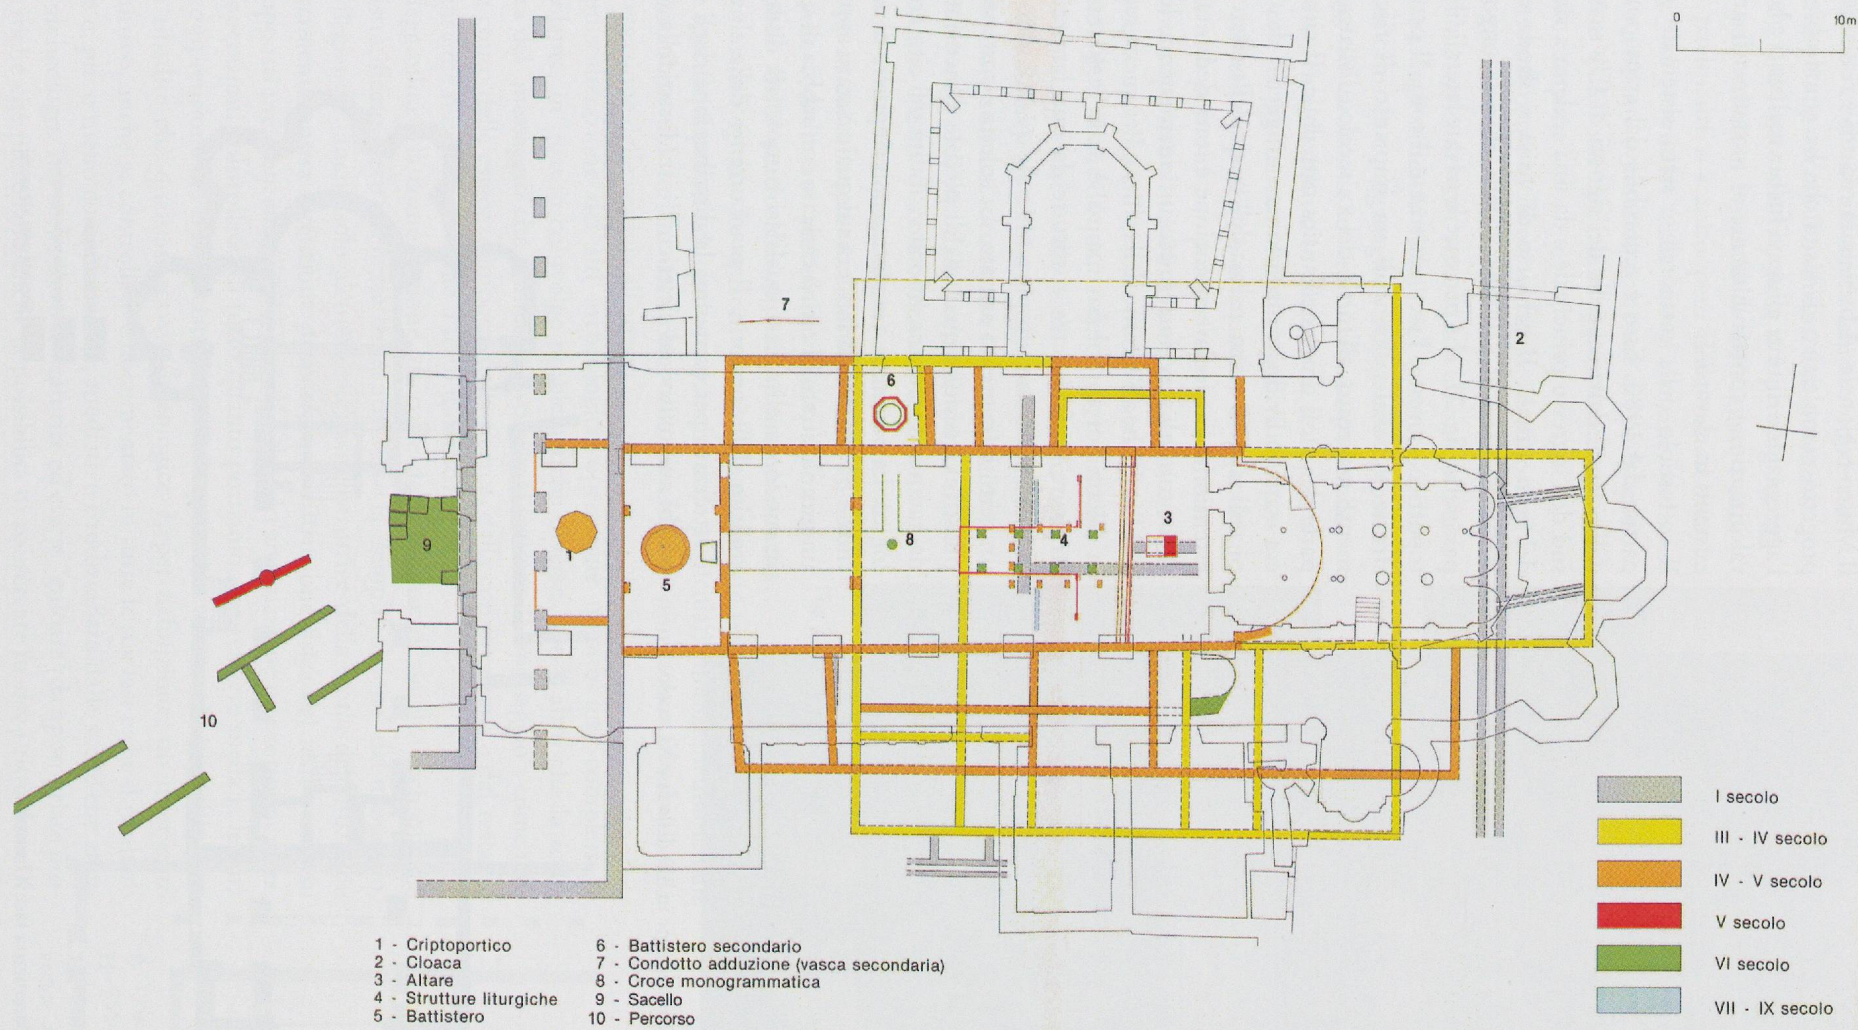 0 10 m
7
2
6
3
9
8
4
1
5
10
I secolo
III - IV secolo
IV - V secolo
V secolo
VI secolo
VII - IX secolo
1 - Criptoportico
2 - Cloaca
3 - Altare
4 - Strutture liturgiche
5 - Battistero
6 - Battistero secondario
7 - Condotto adduzione (vasca secondaria)
8 - Croce monogrammatica
9 - Sacello
10 - Percorso